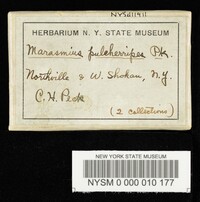 HERBARIUM N. Y. STATE MUSEUM
Marasmius pulcherripes Pk.
Northville & W. Shokan, N.Y.
C. H. Peck
(2 collections)
NEW YORK STATE MUSEUM
NYSM 0 000 010 177